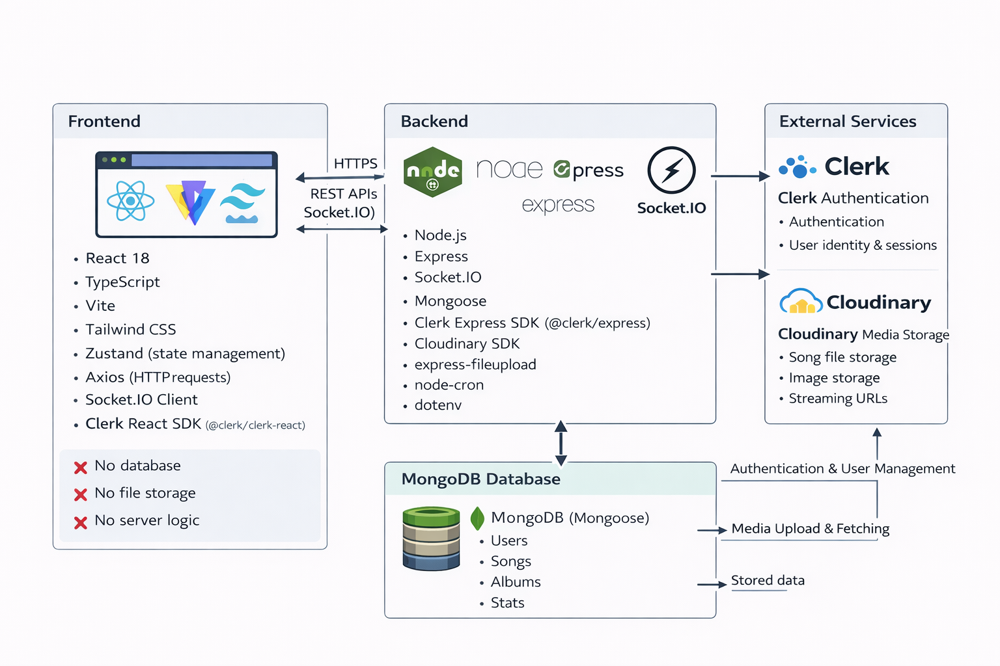 Frontend
HTTPS
REST APIs
Socket.IO)
• React 18
• TypeScript
• Vite
• Tailwind CSS
• Zustand (state management)
• Axios (HTTP requests)
• Socket.IO Client
• Clerk React SDK (@clerk/clerk-react)
No database
No file storage
No server logic
Backend
node
noae
press
express
Socket.IO
• Node.js
• Express
• Socket.IO
• Mongoose
• Clerk Express SDK (@clerk/express)
• Cloudinary SDK
• express-fileupload
• node-cron
• dotenv
External Services
Clerk
Clerk Authentication
• Authentication
• User identity & sessions
Cloudinary
Cloudinary Media Storage
• Song file storage
• Image storage
• Streaming URLs
MongoDB Database
MongoDB (Mongoose)
• Users
• Songs
• Albums
• Stats
Authentication & User Management
Media Upload & Fetching
Stored data